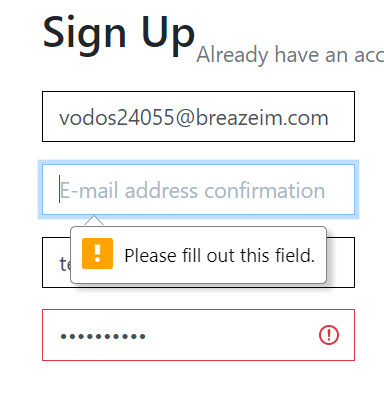 Sign Up
Already have an acc
vodos24055@breazeim.com
E-mail address confirmation
Please fill out this field.
te
••••••••••